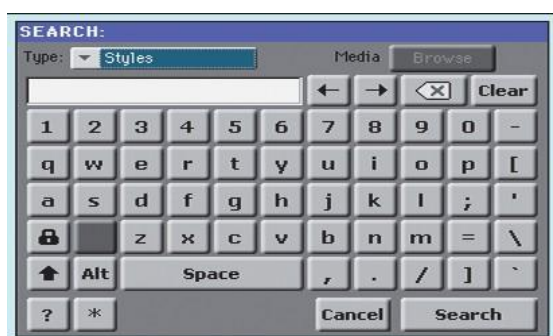 SEARCH:
Type: Styles Media Browse
← → Clear
1 2 3 4 5 6 7 8 9 0 -
q w e r t y u i o p [
a s d f g h j k l ; '
z x c v b n m = \
Alt Space , . / ] `
? * Cancel Search